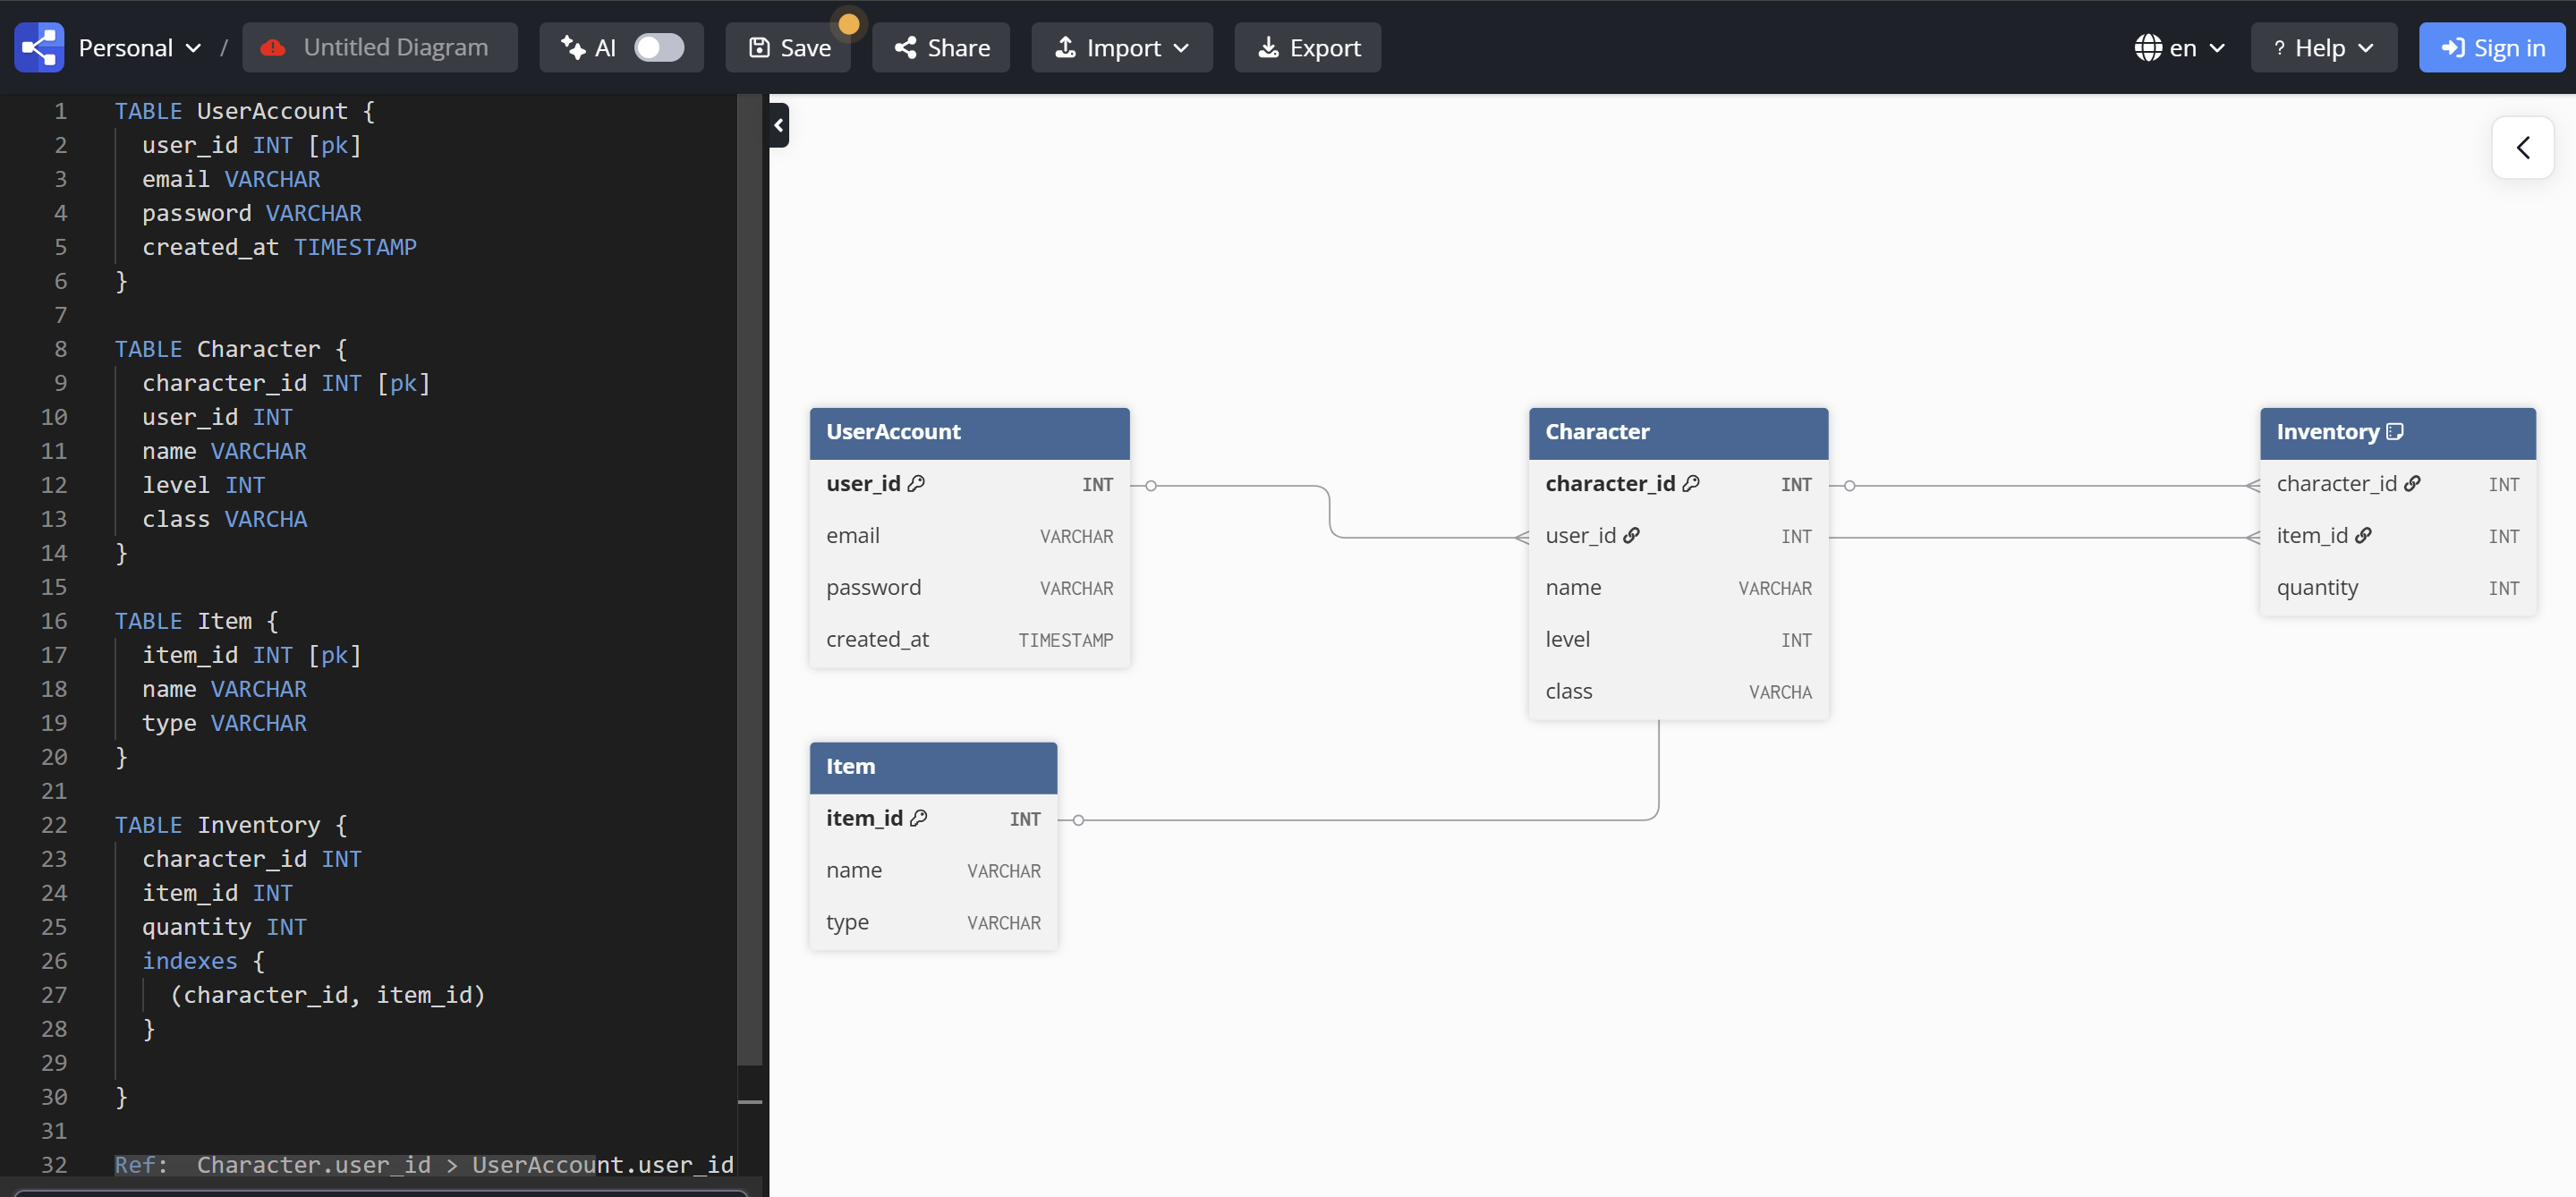 Personal / Untitled Diagram AI Save Share Import Export en ? Help Sign in
1 TABLE UserAccount {
2 user_id INT [pk]
3 email VARCHAR
4 password VARCHAR
5 created_at TIMESTAMP
6 }
7
8 TABLE Character {
9 character_id INT [pk]
10 user_id INT
11 name VARCHAR
12 level INT
13 class VARCHA
14 }
15
16 TABLE Item {
17 item_id INT [pk]
18 name VARCHAR
19 type VARCHAR
20 }
21
22 TABLE Inventory {
23 character_id INT
24 item_id INT
25 quantity INT
26 indexes {
27 (character_id, item_id)
28 }
29
30 }
31
32 Ref: Character.user_id > UserAccount.user_id
UserAccount
user_id INT
email VARCHAR
password VARCHAR
created_at TIMESTAMP
Item
item_id INT
name VARCHAR
type VARCHAR
Character
character_id INT
user_id INT
name VARCHAR
level INT
class VARCHA
Inventory
character_id INT
item_id INT
quantity INT